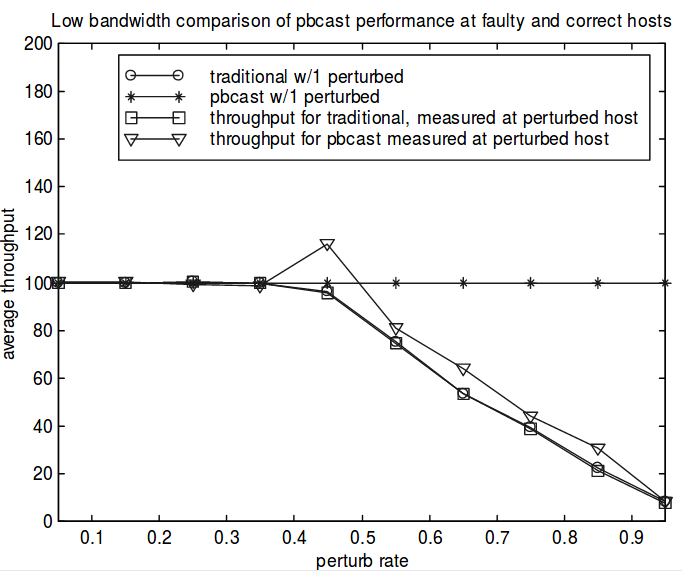 Low bandwidth comparison of pbcast performance at faulty and correct hosts
200
180
160
140
120
100
80
60
40
20
0
average throughput
traditional w/1 perturbed
pbcast w/1 perturbed
throughput for traditional, measured at perturbed host
throughput for pbcast measured at perturbed host
0.1 0.2 0.3 0.4 0.5 0.6 0.7 0.8 0.9
perturb rate